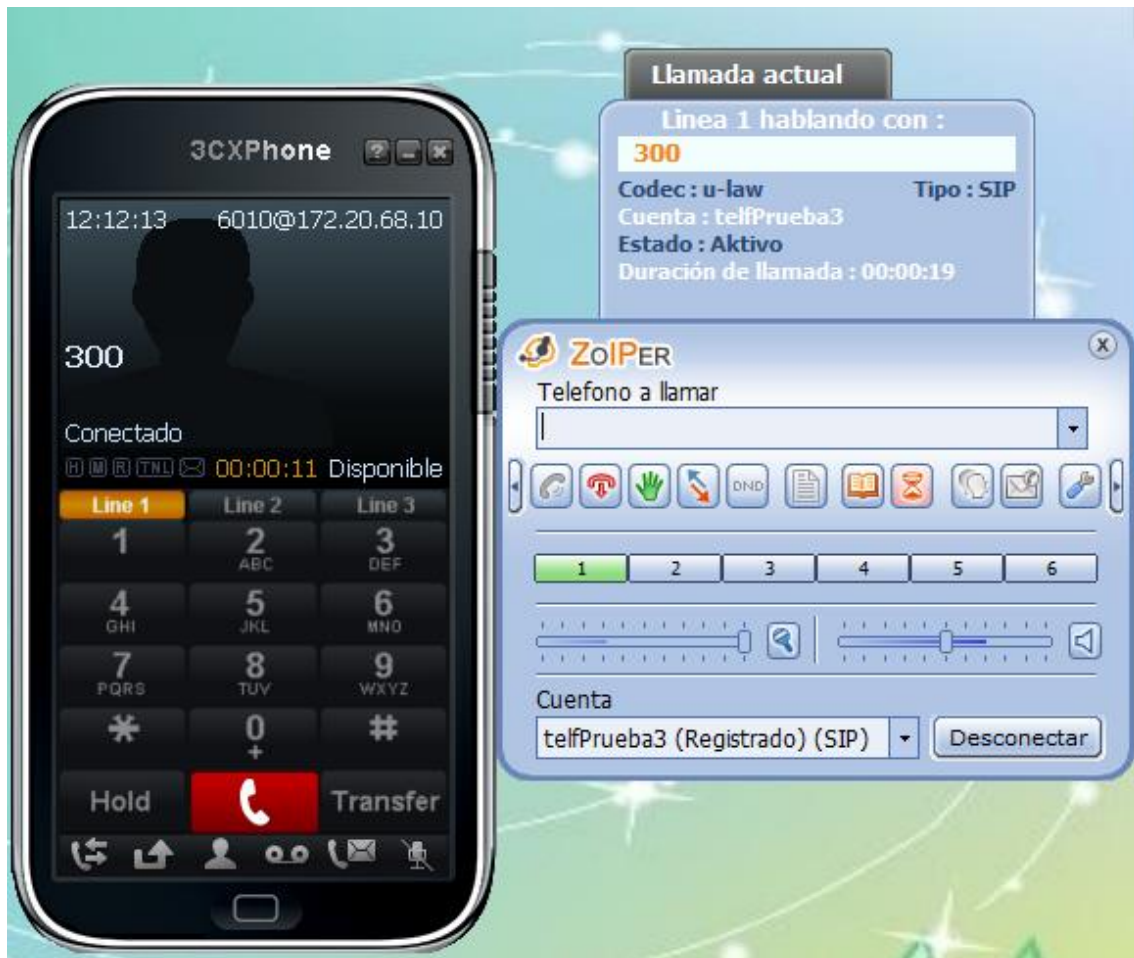 3CXPhone ? - x
12:12:13 6010@172.20.68.10
300
Conectado
H M R TNL 00:00:11 Disponible
Line 1 Line 2 Line 3
1 2 3
ABC DEF
4 5 6
GHI JKL MNO
7 8 9
PQRS TUV WXYZ
* 0 #
+
Hold Transfer
Llamada actual
Linea 1 hablando con :
300
Codec : u-law Tipo : SIP
Cuenta : telfPrueba3
Estado : Aktivo
Duración de llamada : 00:00:19
ZoIPer x
Telefono a llamar
DND
1 2 3 4 5 6
Cuenta
telfPrueba3 (Registrado) (SIP) Desconectar